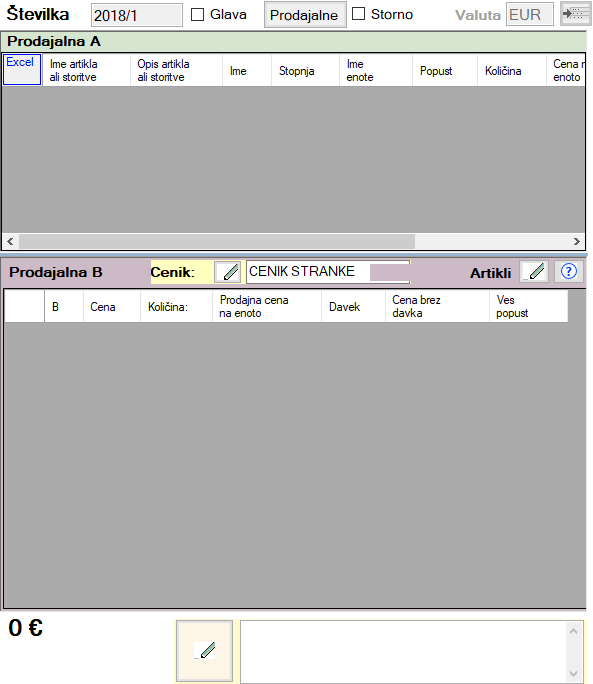 Številka 2018/1 Glava Prodajalne Storno Valuta EUR
Prodajalna A
Excel Ime artikla ali storitve Opis artikla ali storitve Ime Stopnja Ime enote Popust Količina Cena enoto
Prodajalna B Cenik: CENIK STRANKE Artikli ?
B Cena Količina: Prodajna cena na enoto Davek Cena brez davka Ves popust
0 €